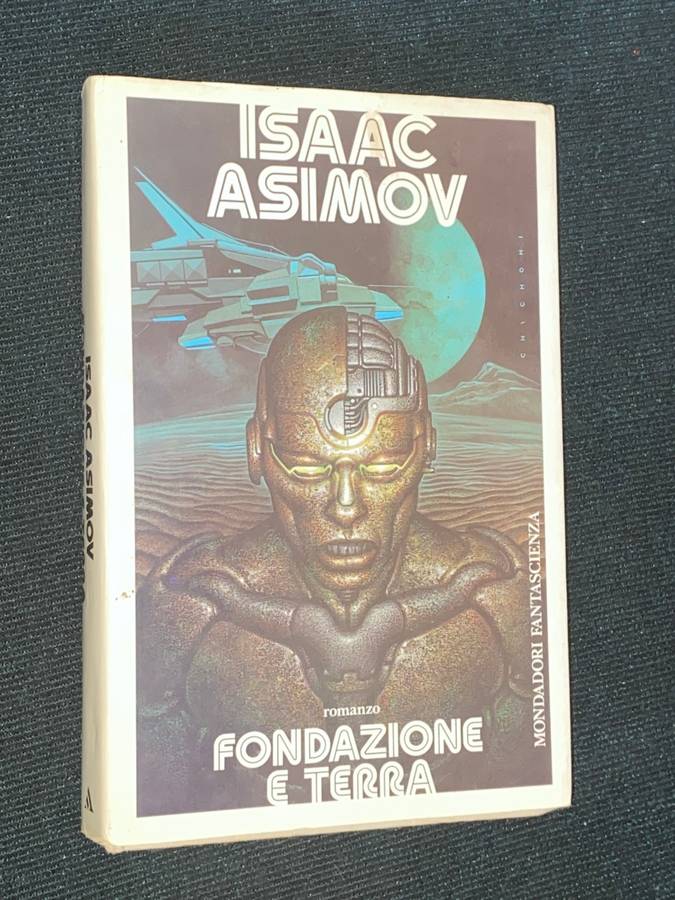 ISAAC
ASIMOV
CHICHONI
romanzo
FONDAZIONE
E TERRA
MONDADORI FANTASCIENZA
ISAAC ASIMOV